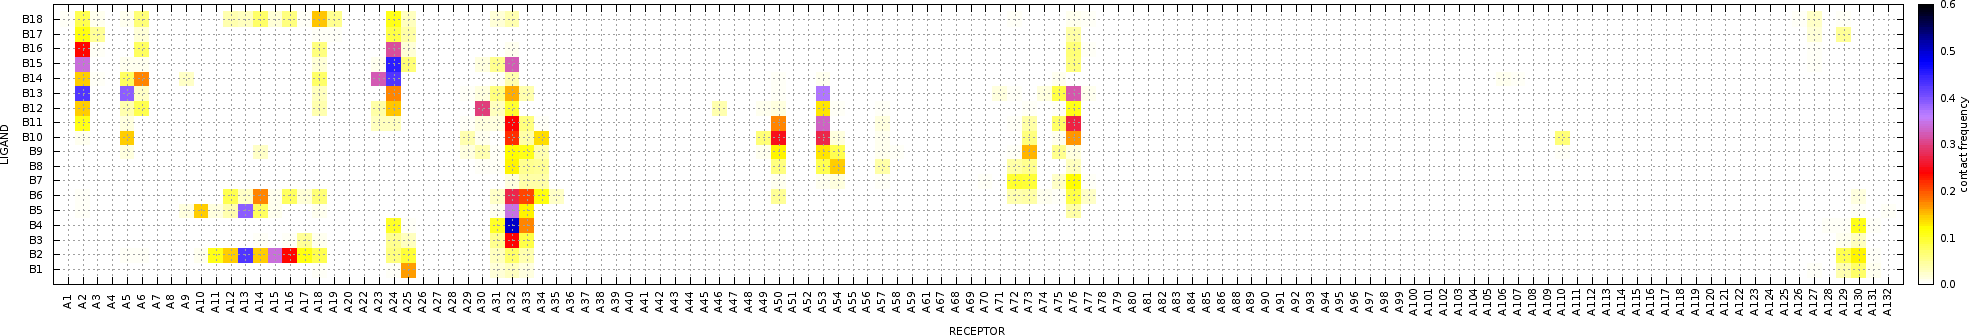 LIGAND
B18
B17
B16
B15
B14
B13
B12
B11
B10
B9
B8
B7
B6
B5
B4
B3
B2
B1
A1 A2 A3 A4 A5 A6 A7 A8 A9 A10 A11 A12 A13 A14 A15 A16 A17 A18 A19 A20 A22 A23 A24 A25 A26 A27 A28 A29 A30 A31 A32 A33 A34 A35 A36 A37 A38 A39 A40 A41 A42 A43 A44 A45 A46 A47 A48 A49 A50 A51 A52 A53 A54 A55 A56 A57 A58 A59 A61 A67 A68 A69 A70 A71 A72 A73 A74 A75 A76 A77 A78 A79 A80 A81 A82 A83 A84 A85 A86 A88 A89 A90 A91 A92 A93 A94 A95 A96 A97 A98 A99 A100 A101 A102 A103 A104 A105 A106 A107 A108 A109 A110 A111 A112 A113 A114 A115 A116 A117 A118 A119 A120 A121 A122 A123 A124 A125 A126 A127 A128 A129 A130 A131 A132
RECEPTOR
0.6
0.5
0.4
0.3
0.2
0.1
0.0
contact frequency